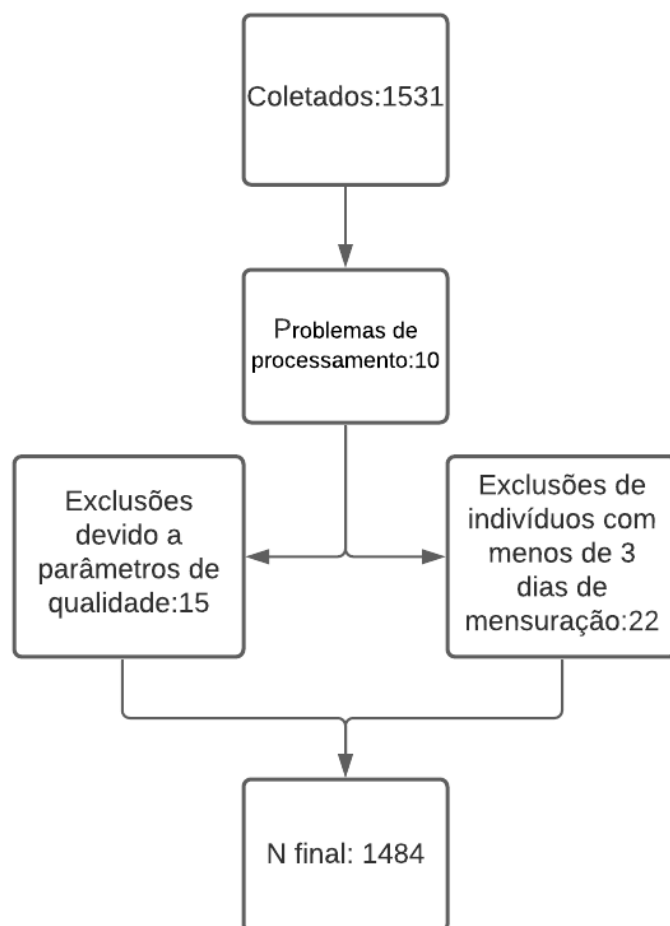 Coletados:1531
Problemas de
processamento:10
Exclusões
devido a
parâmetros de
qualidade:15
Exclusões de
indivíduos com
menos de 3
dias de
mensuração:22
N final: 1484